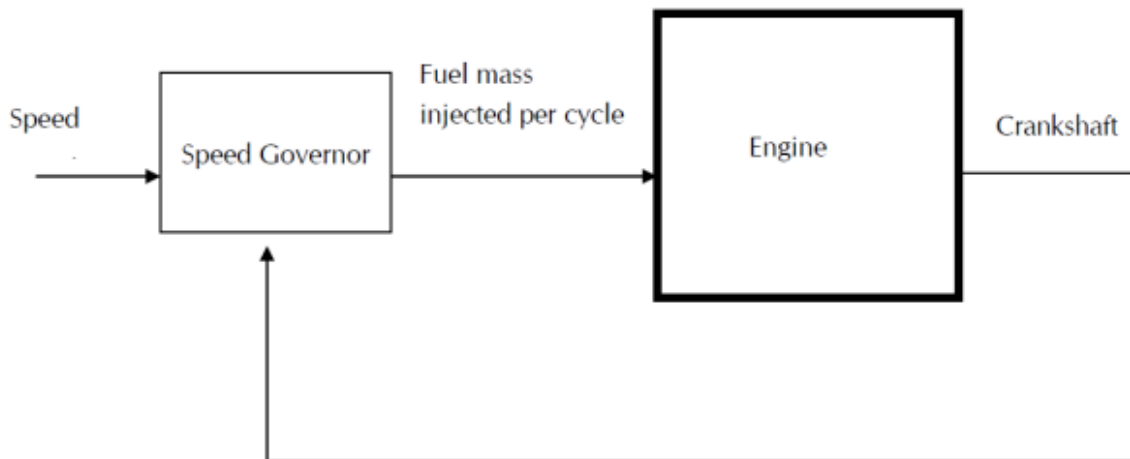 Speed
Speed Governor
Fuel mass
injected per cycle
Engine
Crankshaft